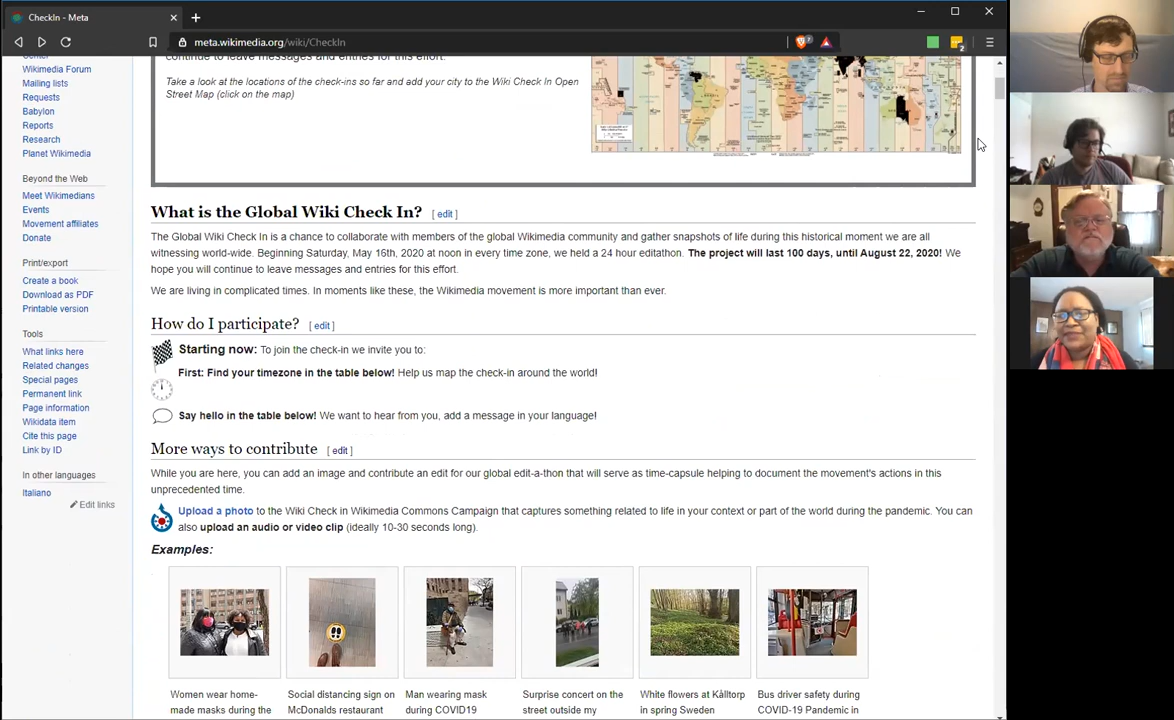 CheckIn - Meta
meta.wikimedia.org/wiki/CheckIn
continue to leave messages and entries for this effort.
Take a look at the locations of the check-ins so far and add your city to the Wiki Check In Open
Street Map (click on the map)
Center
Wikimedia Forum
Mailing lists
Requests
Babylon
Reports
Research
Planet Wikimedia
Beyond the Web
Meet Wikimedians
Events
Movement affiliates
Donate
Print/export
Create a book
Download as PDF
Printable version
Tools
What links here
Related changes
Special pages
Permanent link
Page information
Wikidata item
Cite this page
Link by ID
In other languages
Italiano
Edit links
What is the Global Wiki Check In? [ edit ]
The Global Wiki Check In is a chance to collaborate with members of the global Wikimedia community and gather snapshots of life during this historical moment we are all
witnessing world-wide. Beginning Saturday, May 16th, 2020 at noon in every time zone, we held a 24 hour editathon. The project will last 100 days, until August 22, 2020! We
hope you will continue to leave messages and entries for this effort.
We are living in complicated times. In moments like these, the Wikimedia movement is more important than ever.
How do I participate? [ edit ]
Starting now: To join the check-in we invite you to:
First: Find your timezone in the table below! Help us map the check-in around the world!
Say hello in the table below! We want to hear from you, add a message in your language!
More ways to contribute [ edit ]
While you are here, you can add an image and contribute an edit for our global edit-a-thon that will serve as time-capsule helping to document the movement's actions in this
unprecedented time.
Upload a photo to the Wiki Check in Wikimedia Commons Campaign that captures something related to life in your context or part of the world during the pandemic. You can
also upload an audio or video clip (ideally 10-30 seconds long).
Examples:
Women wear home-
made masks during the
Social distancing sign on
McDonalds restaurant
Man wearing mask
during COVID19
Surprise concert on the
street outside my
White flowers at Kålltorp
in spring Sweden
Bus driver safety during
COVID-19 Pandemic in